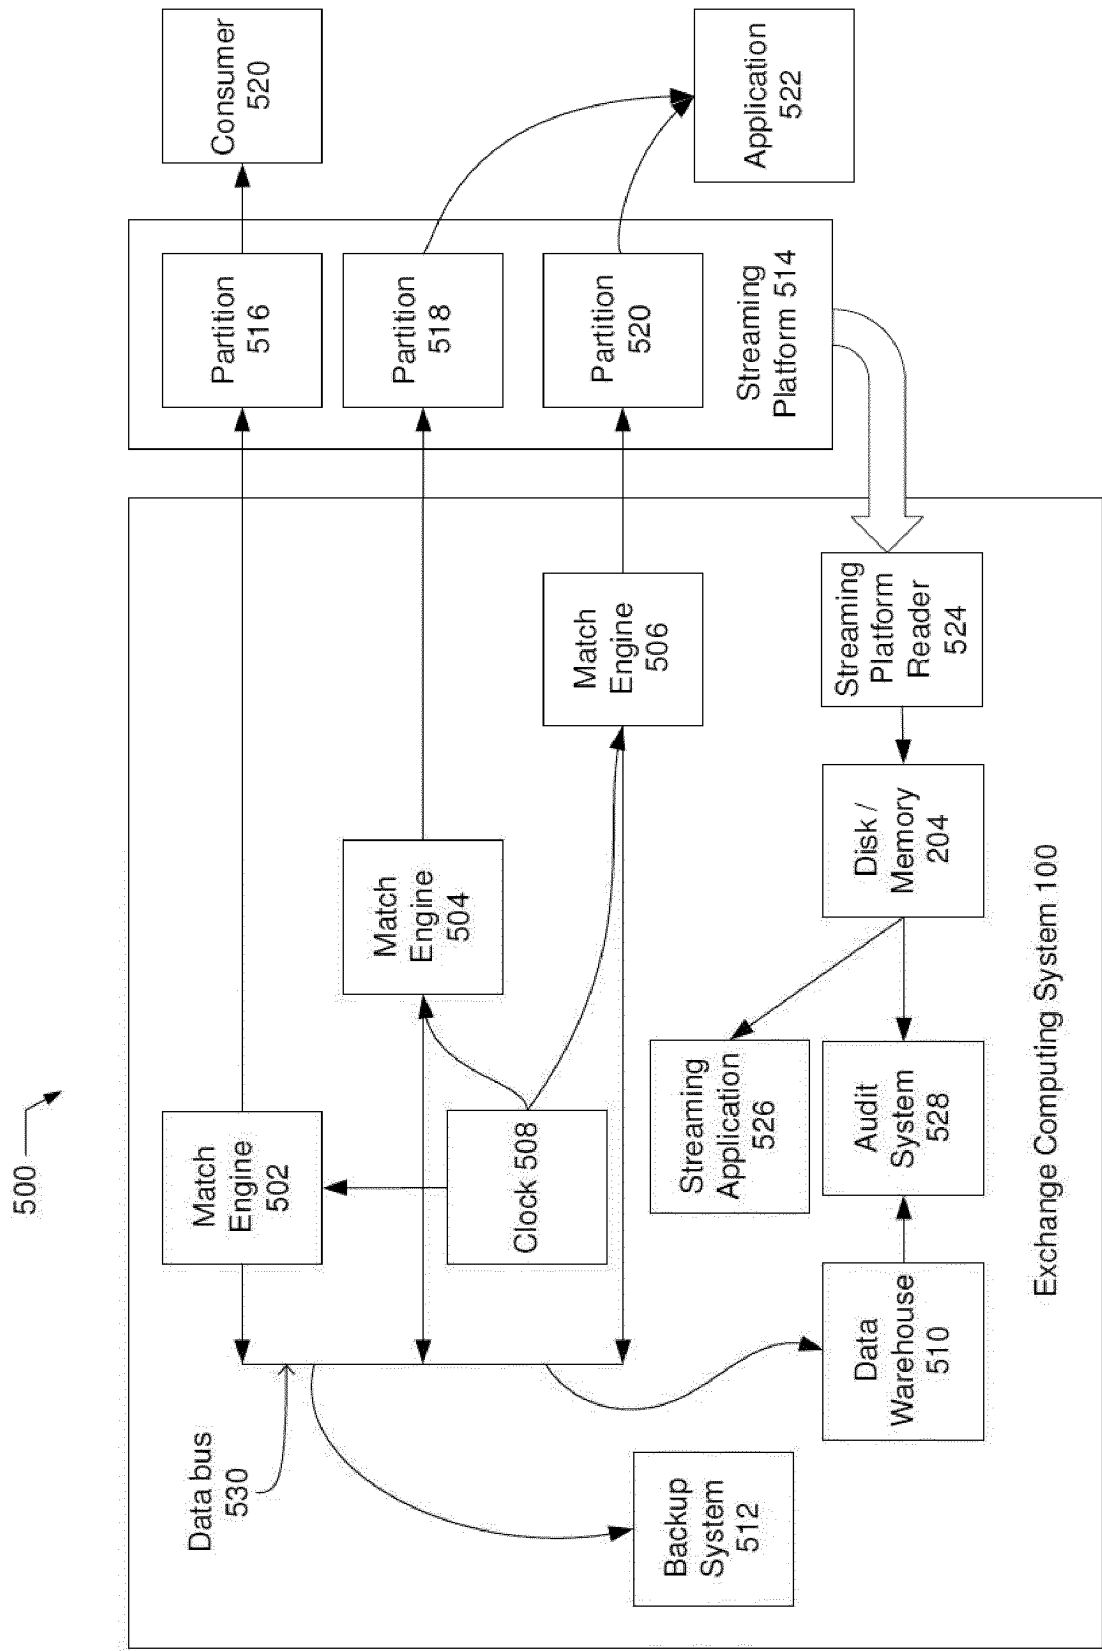 500
Data bus
530
Match
Engine
502
Partition
516
Consumer
520
Match
Engine
504
Partition
518
Clock 508
Match
Engine
506
Partition
520
Backup
System
512
Streaming
Application
526
Streaming
Platform 514
Application
522
Data
Warehouse
510
Audit
System
528
Disk /
Memory
204
Streaming
Platform
Reader
524
Exchange Computing System 100